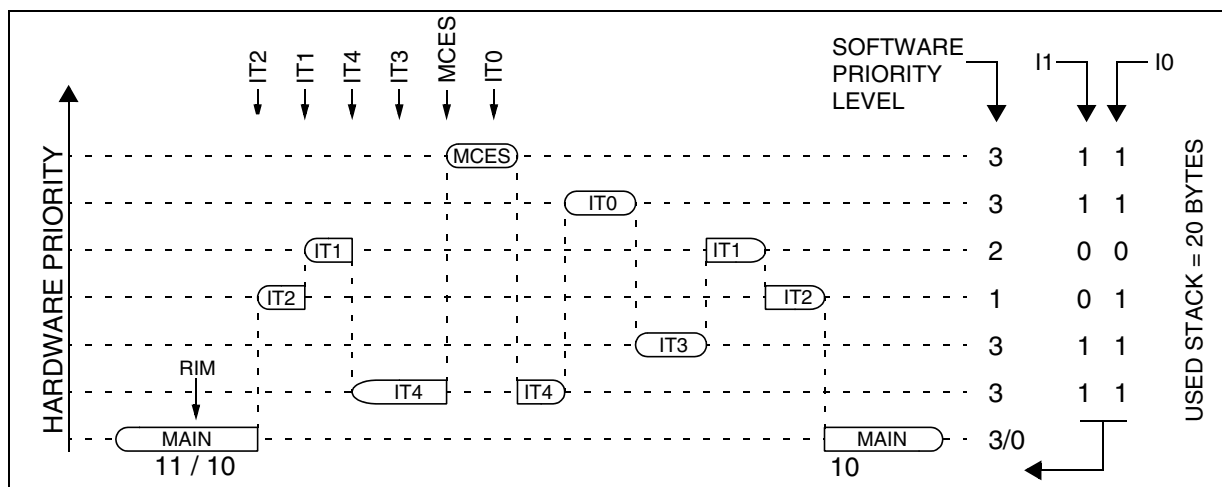 IT2
IT1
IT4
IT3
MCES
IT0
SOFTWARE
PRIORITY
LEVEL
I1
I0
HARDWARE PRIORITY
MCES
3
1 1
IT0
3
1 1
IT1
IT1
2
0 0
IT2
IT2
1
0 1
IT3
3
1 1
RIM
IT4
IT4
3
1 1
MAIN
MAIN
3/0
11 / 10
10
USED STACK = 20 BYTES